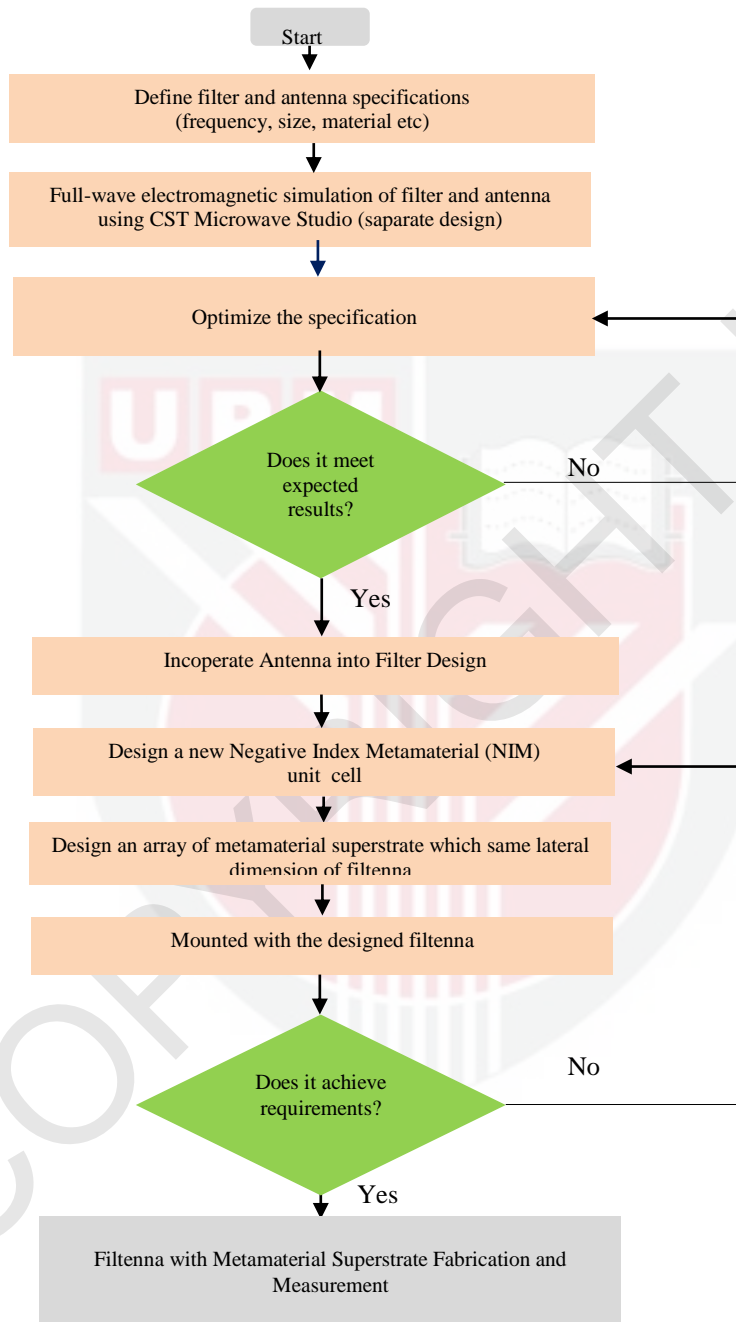 Start
Define filter and antenna specifications
(frequency, size, material etc)
Full-wave electromagnetic simulation of filter and antenna
using CST Microwave Studio (saparate design)
Optimize the specification
UPM
Does it meet
expected
results?
No
Yes
Incoperate Antenna into Filter Design
Design a new Negative Index Metamaterial (NIM)
unit cell
Design an array of metamaterial superstrate which same lateral
dimension of filtenna
Mounted with the designed filtenna
Does it achieve
requirements?
No
Yes
Filtenna with Metamaterial Superstrate Fabrication and
Measurement
COPYRIGHT